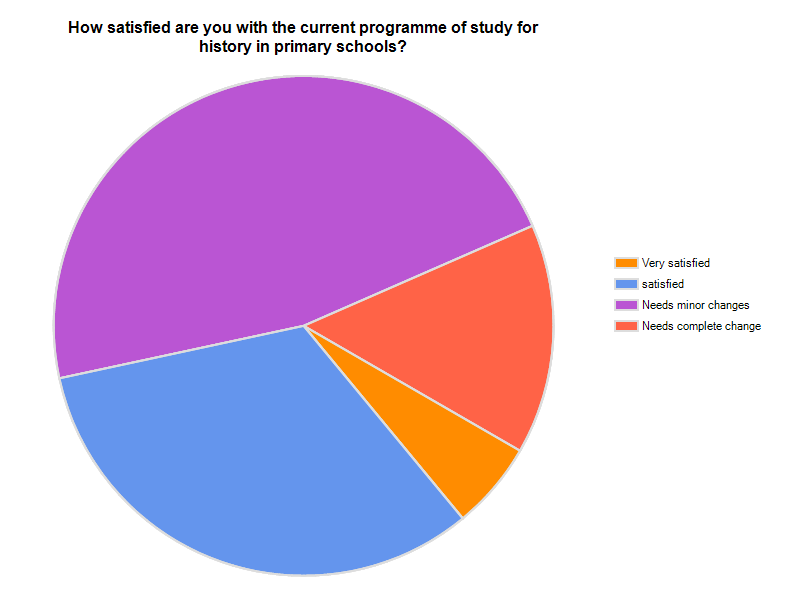 How satisfied are you with the current programme of study for
history in primary schools?
Very satisfied
satisfied
Needs minor changes
Needs complete change